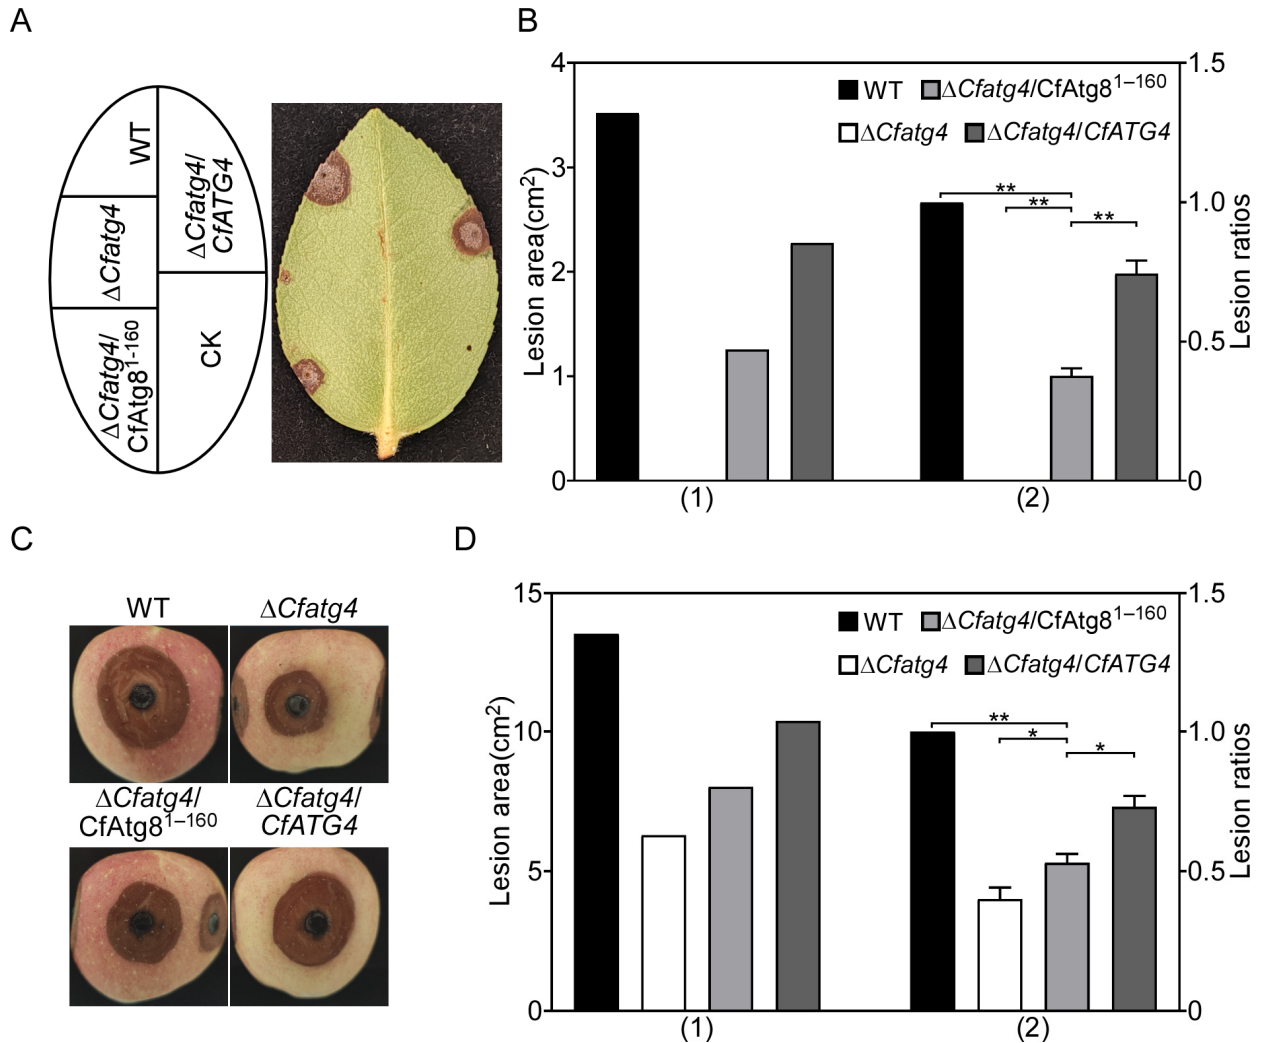 A
WT
ΔCfatg4
ΔCfatg4/
CfAtg8¹⁻¹⁶⁰
ΔCfatg4/
CfATG4
CK
B
Lesion area(cm²)
4
3
2
1
0
WT
ΔCfatg4/CfAtg8¹⁻¹⁶⁰
ΔCfatg4
ΔCfatg4/CfATG4
**
**
**
1.5
1.0
0.5
0
Lesion ratios
(1)
(2)
C
WT
ΔCfatg4
ΔCfatg4/
CfAtg8¹⁻¹⁶⁰
ΔCfatg4/
CfATG4
D
Lesion area(cm²)
15
10
5
0
WT
ΔCfatg4/CfAtg8¹⁻¹⁶⁰
ΔCfatg4
ΔCfatg4/CfATG4
**
*
*
1.5
1.0
0.5
0
Lesion ratios
(1)
(2)